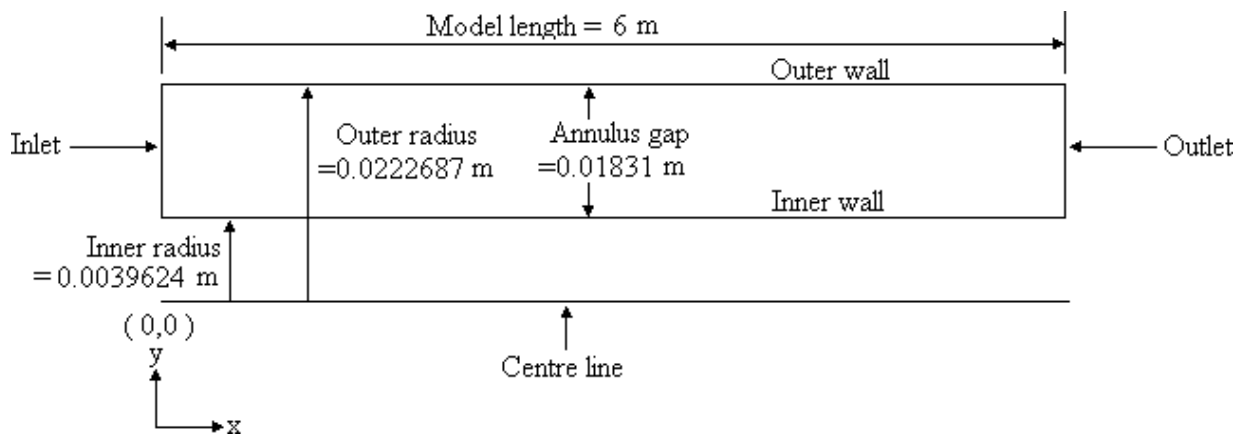 Model length = 6 m
Outer wall
Inlet
Outer radius
=0.0222687 m
Annulus gap
=0.01831 m
Outlet
Inner wall
Inner radius
=0.0039624 m
( 0,0 )
y
x
Centre line